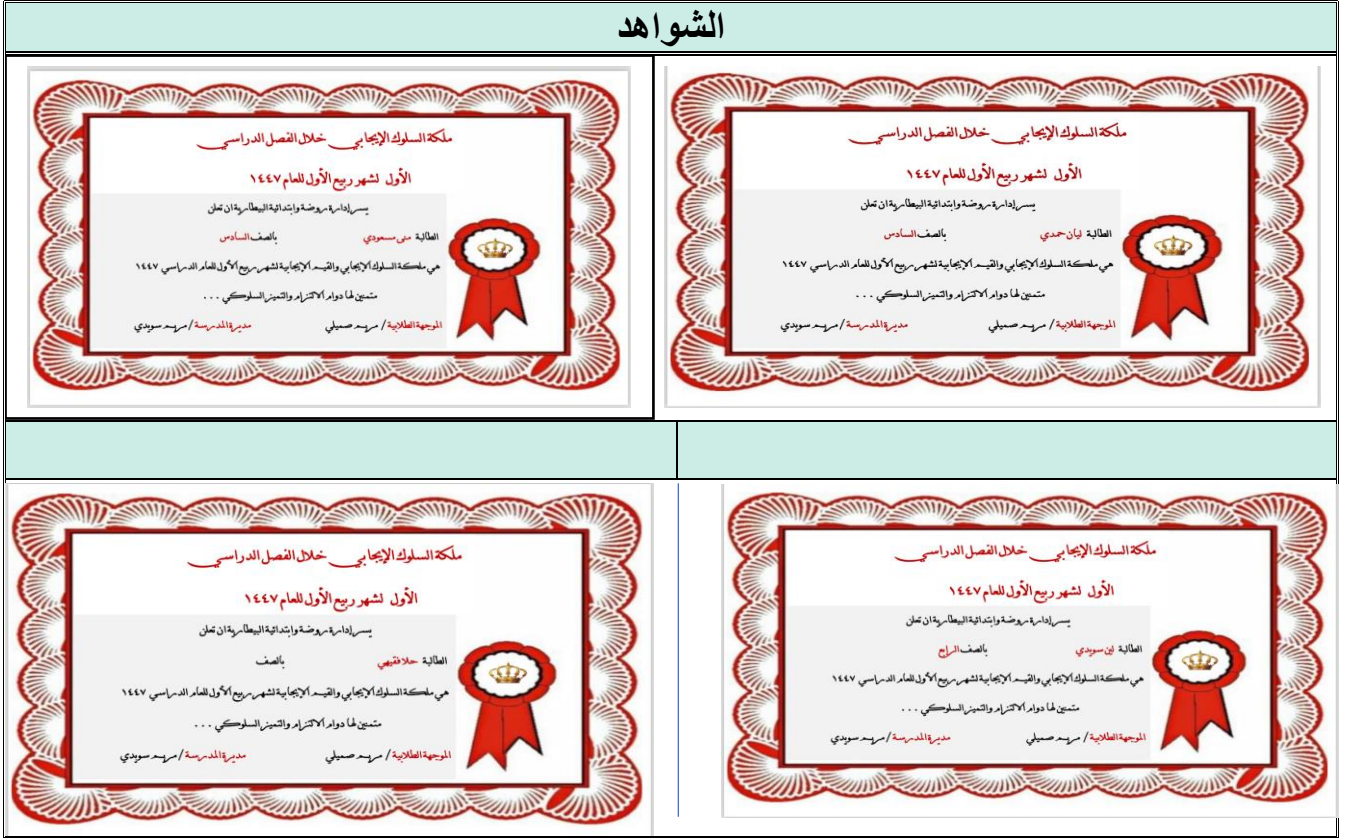 الشواهد
ملكة السلوك الإيجابي خلال الفصل الدراسي
الأول لشهر ربيع الأول للعام ١٤٤٧
يسر إدارة روضة وابتدائية البيطارية ان تعلن
الطالبة ليان حمدي بالصف السادس
هي ملكة السلوك الإيجابي والقيم الإيجابية لشهر ربيع الأول للعام الدراسي ١٤٤٧
متمنين لها دوام الالتزام والتميز السلوكي . . .
الموجهة الطلابية / مريم صميلي مديرة المدرسة / مريم سويدي
ملكة السلوك الإيجابي خلال الفصل الدراسي
الأول لشهر ربيع الأول للعام ١٤٤٧
يسر إدارة روضة وابتدائية البيطارية ان تعلن
الطالبة منى مسعودي بالصف السادس
هي ملكة السلوك الإيجابي والقيم الإيجابية لشهر ربيع الأول للعام الدراسي ١٤٤٧
متمنين لها دوام الالتزام والتميز السلوكي . . .
الموجهة الطلابية / مريم صميلي مديرة المدرسة / مريم سويدي
ملكة السلوك الإيجابي خلال الفصل الدراسي
الأول لشهر ربيع الأول للعام ١٤٤٧
يسر إدارة روضة وابتدائية البيطارية ان تعلن
الطالبة لين سويدي بالصف الرابع
هي ملكة السلوك الإيجابي والقيم الإيجابية لشهر ربيع الأول للعام الدراسي ١٤٤٧
متمنين لها دوام الالتزام والتميز السلوكي . . .
الموجهة الطلابية / مريم صميلي مديرة المدرسة / مريم سويدي
ملكة السلوك الإيجابي خلال الفصل الدراسي
الأول لشهر ربيع الأول للعام ١٤٤٧
يسر إدارة روضة وابتدائية البيطارية ان تعلن
الطالبة حلا فقيهي بالصف
هي ملكة السلوك الإيجابي والقيم الإيجابية لشهر ربيع الأول للعام الدراسي ١٤٤٧
متمنين لها دوام الالتزام والتميز السلوكي . . .
الموجهة الطلابية / مريم صميلي مديرة المدرسة / مريم سويدي